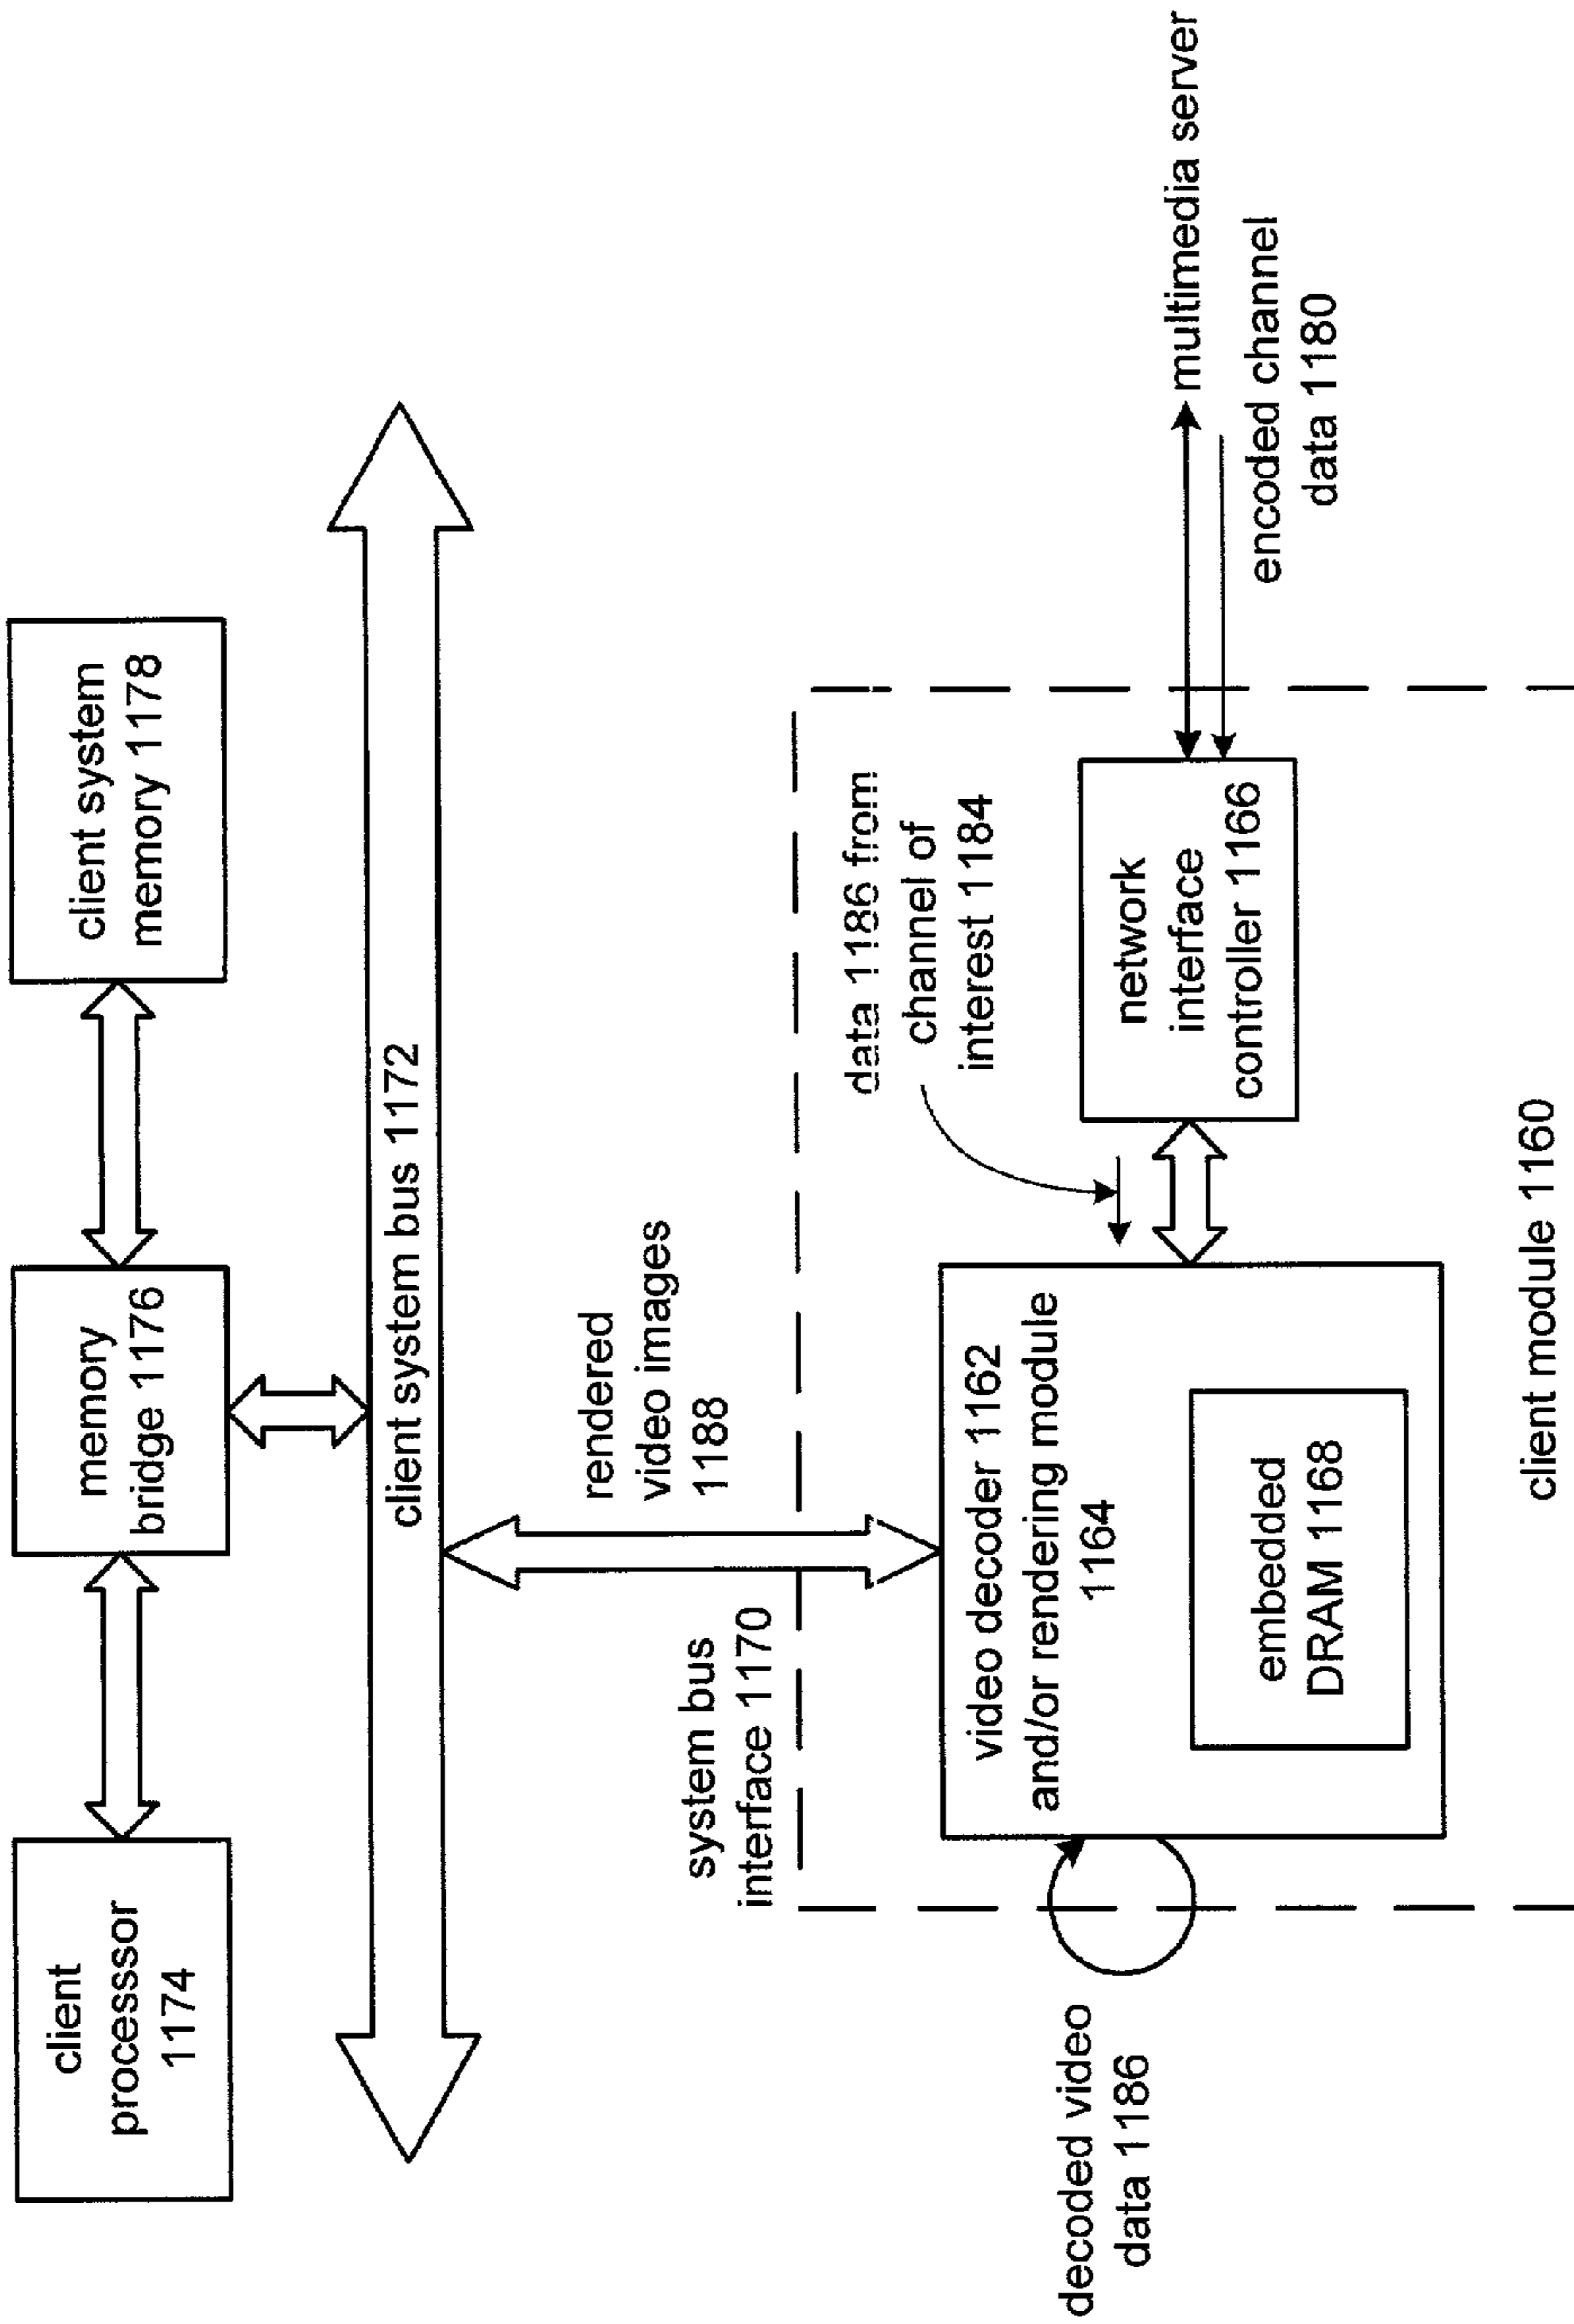 client
processor
1174
memory
bridge 1176
client system
memory 1178
client system bus 1172
system bus
interface 1170
rendered
video images
1188
data 1186 from
channel of
interest 1184
decoded video
data 1186
video decoder 1162
and/or rendering module
1164
embedded
DRAM 1168
network
interface
controller 1166
multimedia server
encoded channel
data 1180
client module 1160